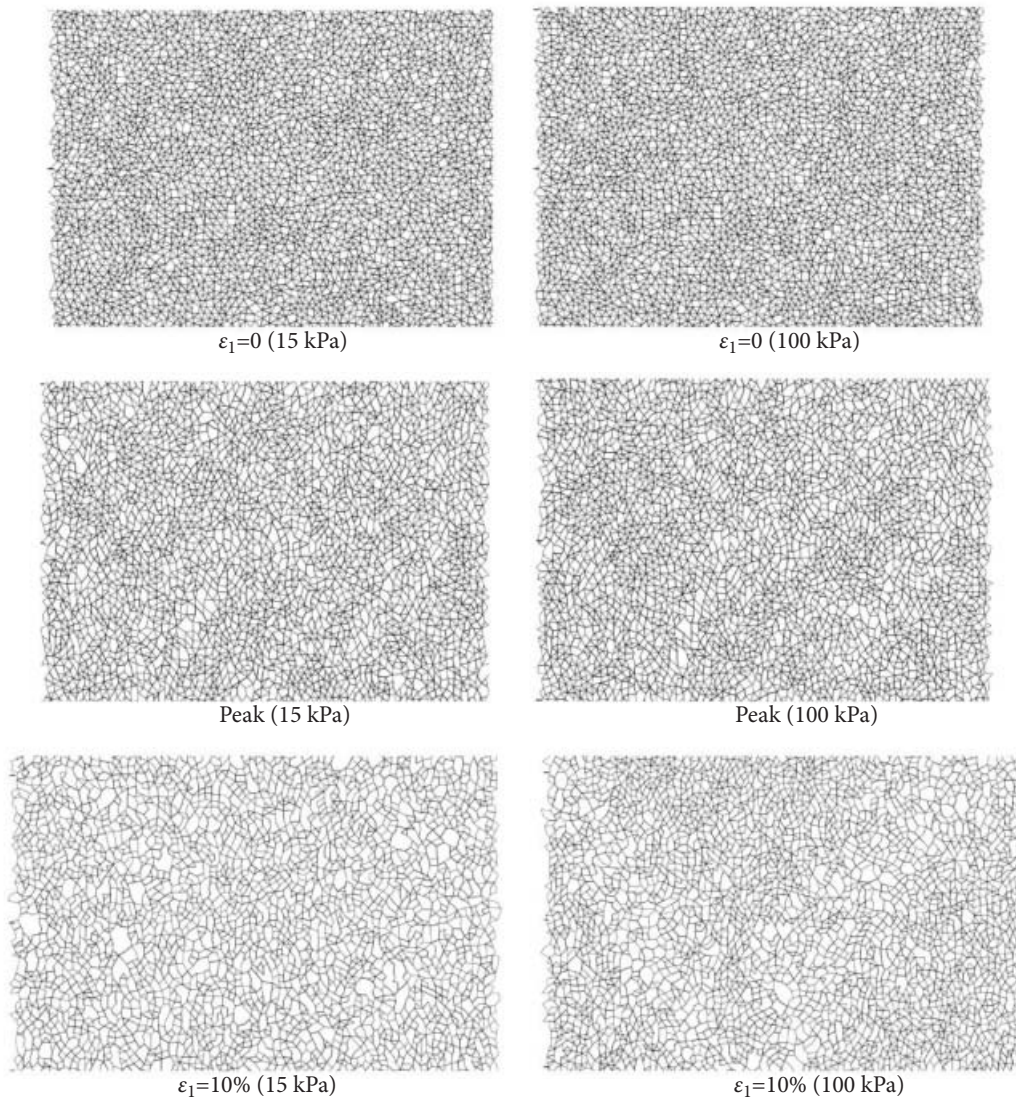 ε₁=0 (15 kPa)
ε₁=0 (100 kPa)
Peak (15 kPa)
Peak (100 kPa)
ε₁=10% (15 kPa)
ε₁=10% (100 kPa)